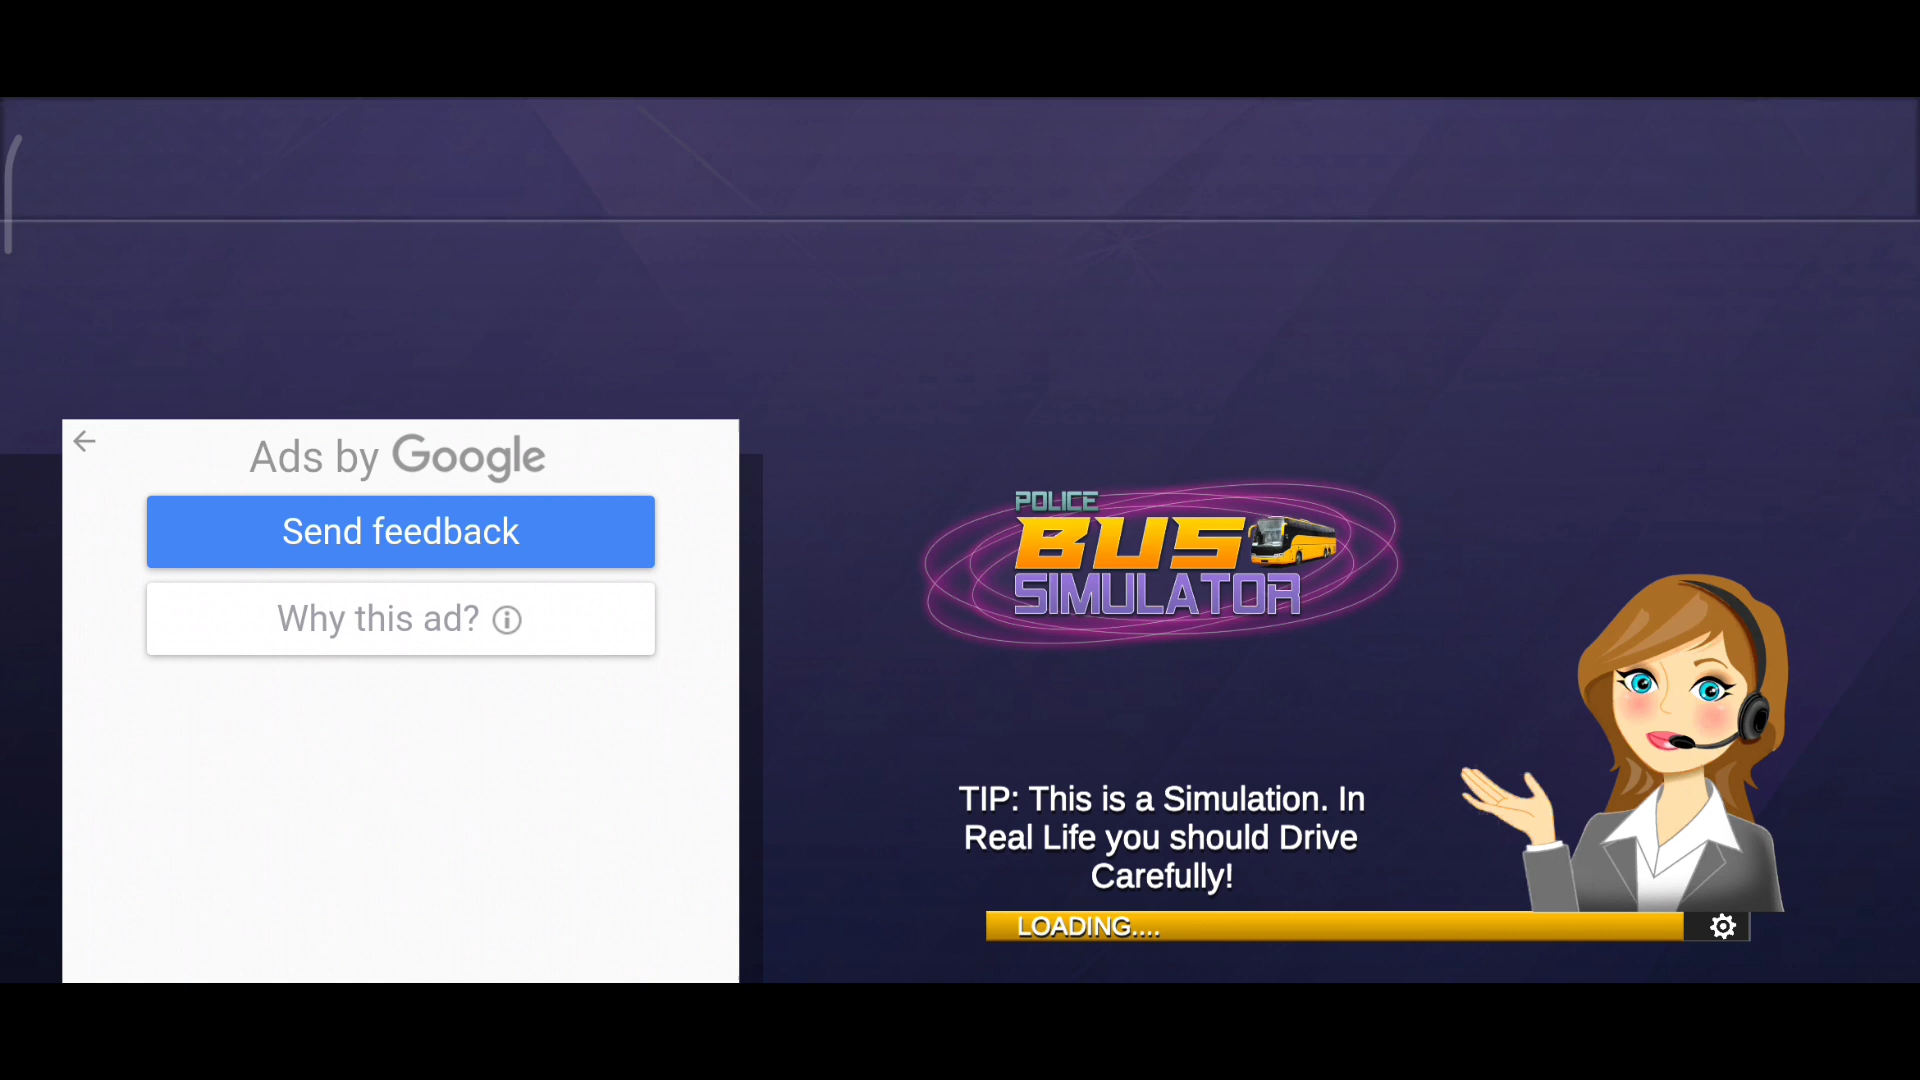 Ads by Google
Send feedback
Why this ad?
POLICE
BUS
SIMULATOR
TIP: This is a Simulation. In
Real Life you should Drive
Carefully!
LOADING....